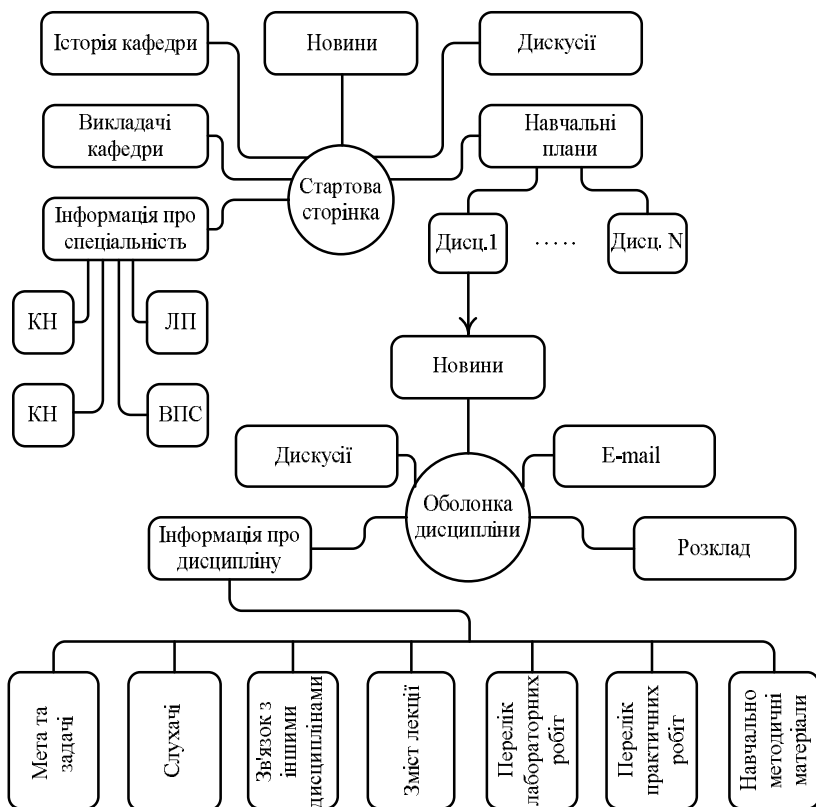 Історія кафедри
Новини
Дискусії
Викладачі
кафедри
Навчальні
плани
Стартова
сторінка
Інформація про
спеціальність
Дисц.1
.....
Дисц. N
КН
ЛП
КН
ВПС
Новини
Дискусії
E-mail
Оболонка
дисципліни
Інформація про
дисципліну
Розклад
Мета та
задачі
Слухачі
Зв'язок з
іншими
дисциплінами
Зміст лекції
Перелік
лабораторних
робіт
Перелік
практичних
робіт
Навчально
методичні
матеріали